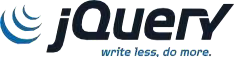 jQuery
write less, do more.